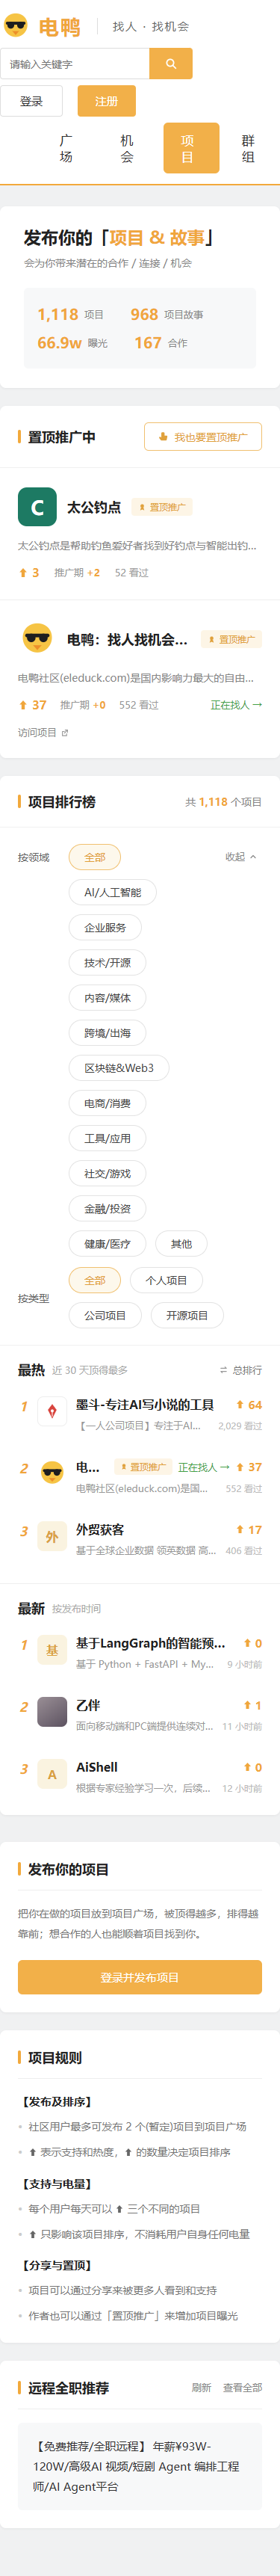 电鸭 找人 · 找机会
请输入关键字
登录 注册
广场 机会 项目 群组
发布你的「项目 & 故事」
会为你带来潜在的合作 / 连接 / 机会
1,118 项目 968 项目故事
66.9w 曝光 167 合作
置顶推广中 我也要置顶推广
C 太公钓点 置顶推广
太公钓点是帮助钓鱼爱好者找到好钓点与智能出钓...
3 推广期 +2 52 看过
电鸭：找人找机会... 置顶推广
电鸭社区(eleduck.com)是国内影响力最大的自由...
37 推广期 +0 552 看过 正在找人 →
访问项目
项目排行榜 共 1,118 个项目
按领域 全部 收起
AI/人工智能
企业服务
技术/开源
内容/媒体
跨境/出海
区块链&Web3
电商/消费
工具/应用
社交/游戏
金融/投资
健康/医疗 其他
按类型 全部 个人项目
公司项目 开源项目
最热 近 30 天顶得最多 总排行
1 墨斗-专注AI写小说的工具 64
【一人公司项目】专注于AI... 2,029 看过
2 电... 置顶推广 正在找人 → 37
电鸭社区(eleduck.com)是国... 552 看过
3 外 外贸获客 17
基于全球企业数据 领英数据 高... 406 看过
最新 按发布时间
1 基 基于LangGraph的智能预... 0
基于 Python + FastAPI + My... 9 小时前
2 乙伴 1
面向移动端和PC端提供连续对... 11 小时前
3 A AiShell 0
根据专家经验学习一次，后续... 12 小时前
发布你的项目
把你在做的项目放到项目广场，被顶得越多，排得越
靠前；想合作的人也能顺着项目找到你。
登录并发布项目
项目规则
【发布及排序】
社区用户最多可发布 2 个(暂定)项目到项目广场
表示支持和热度， 的数量决定项目排序
【支持与电量】
每个用户每天可以 三个不同的项目
只影响该项目排序，不消耗用户自身任何电量
【分享与置顶】
项目可以通过分享来被更多人看到和支持
作者也可以通过「置顶推广」来增加项目曝光
远程全职推荐 刷新 查看全部
【免费推荐/全职远程】 年薪¥93W-
120W/高级AI 视频/短剧 Agent 编排工程
师/AI Agent平台